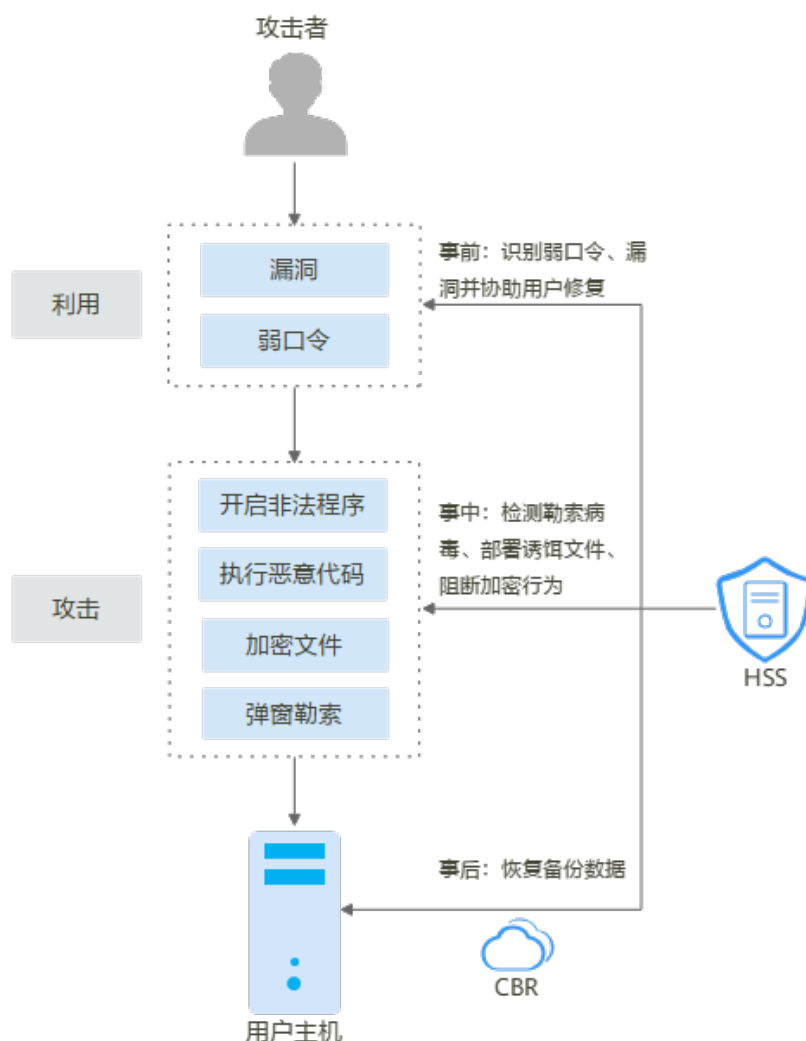 攻击者
漏洞
弱口令
利用
事前：识别弱口令、漏
洞并协助用户修复
开启非法程序
执行恶意代码
加密文件
弹窗勒索
攻击
事中：检测勒索病
毒、部署诱饵文件、
阻断加密行为
HSS
事后：恢复备份数据
CBR
用户主机